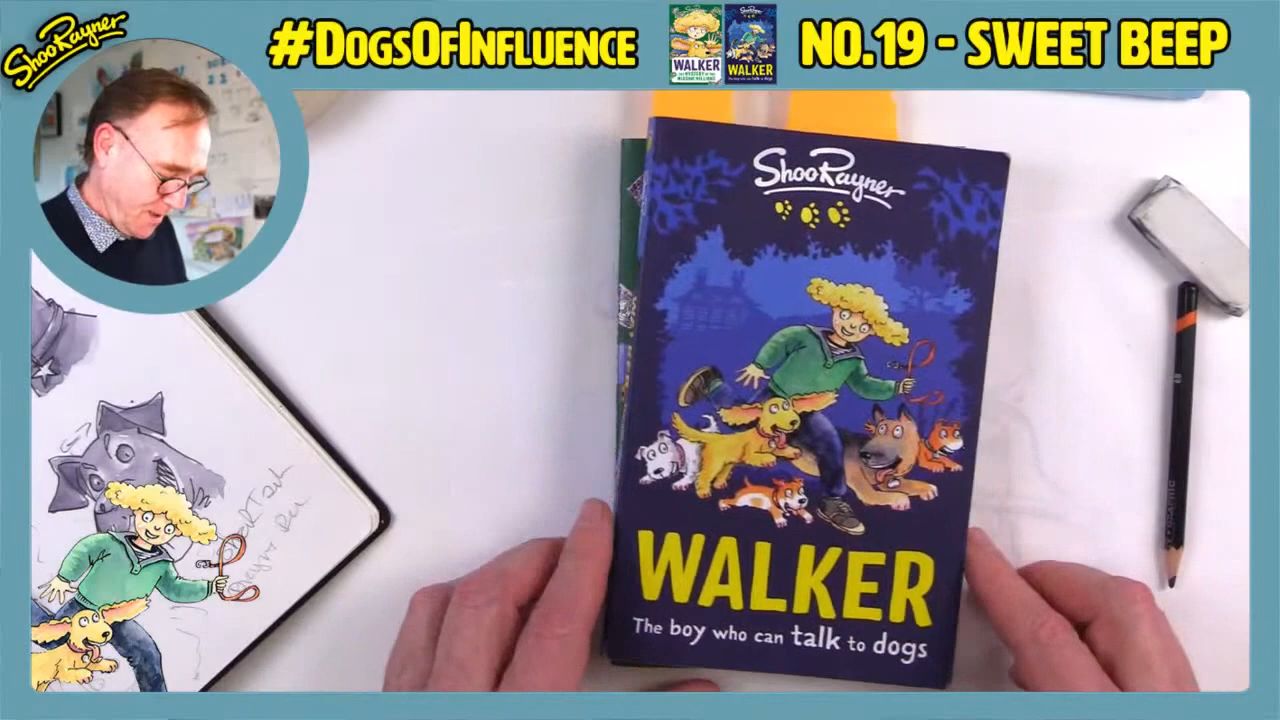 ShooRayner
#DogsOfInfluence
WALKER
NO.19 - SWEET BEEP
WALKER
ShooRayner
WALKER
The boy who can talk to dogs